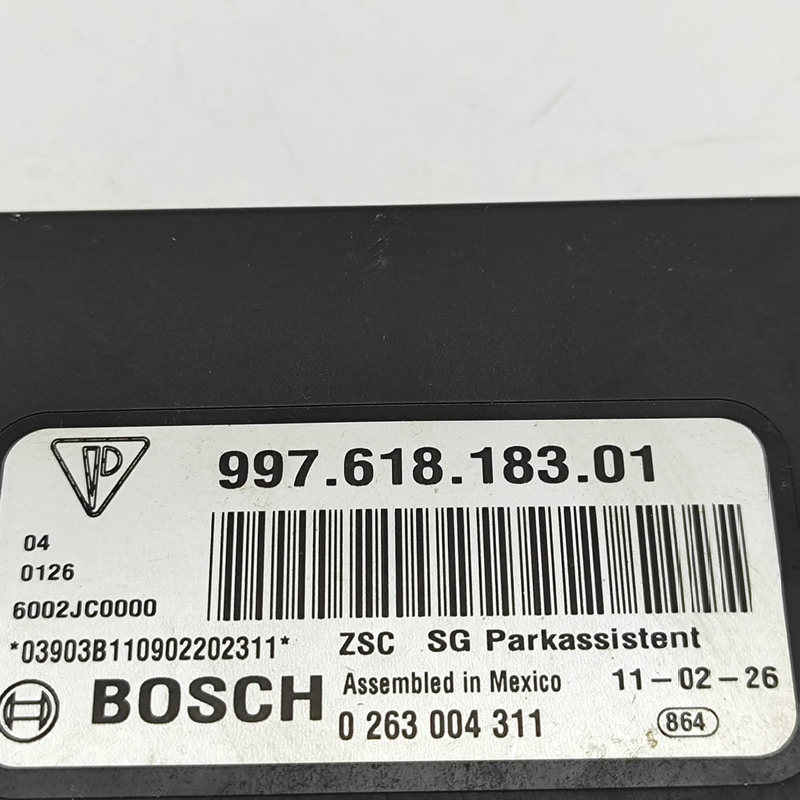 997.618.183.01
04
0126
6002JC0000
*03903B110902202311*
ZSC SG Parkassistent
BOSCH
Assembled in Mexico 11-02-26
0 263 004 311
864